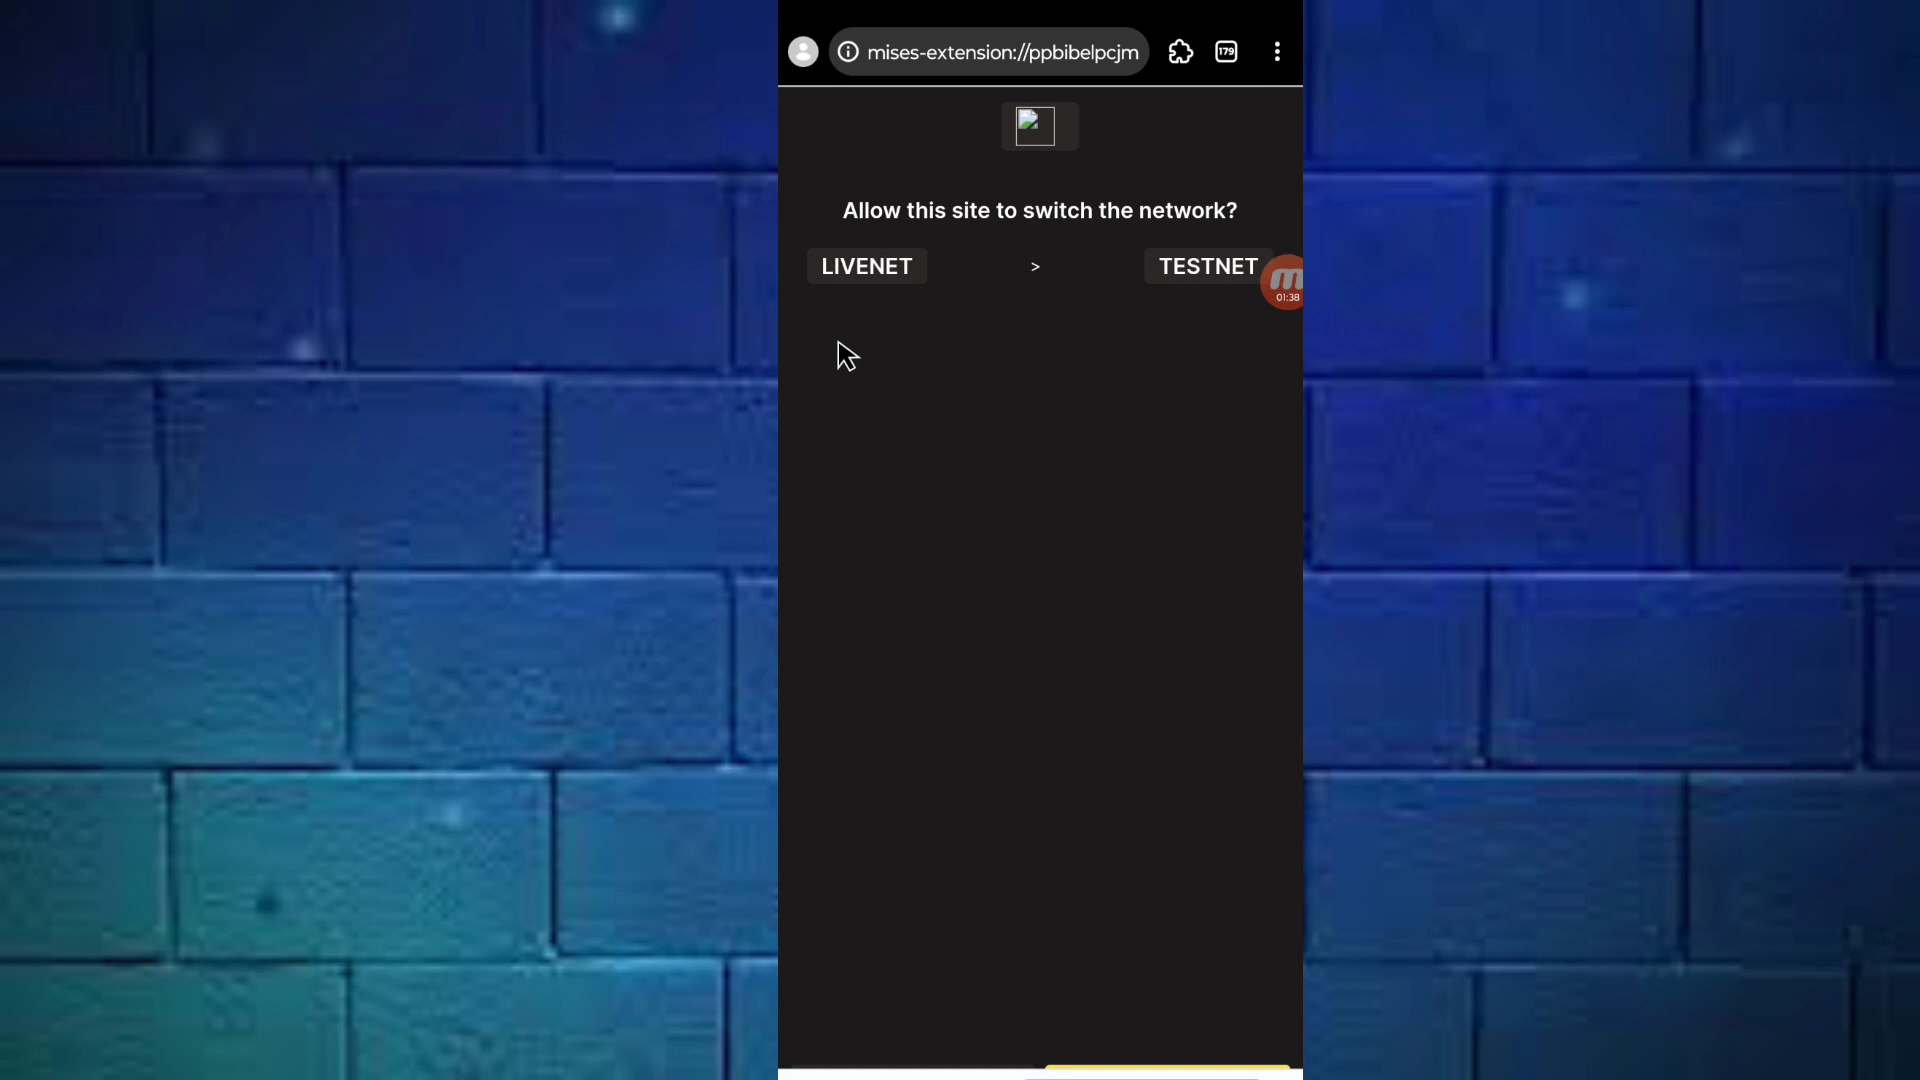 mises-extension://ppbibelpcjm
179
Allow this site to switch the network?
LIVENET > TESTNET
01:38